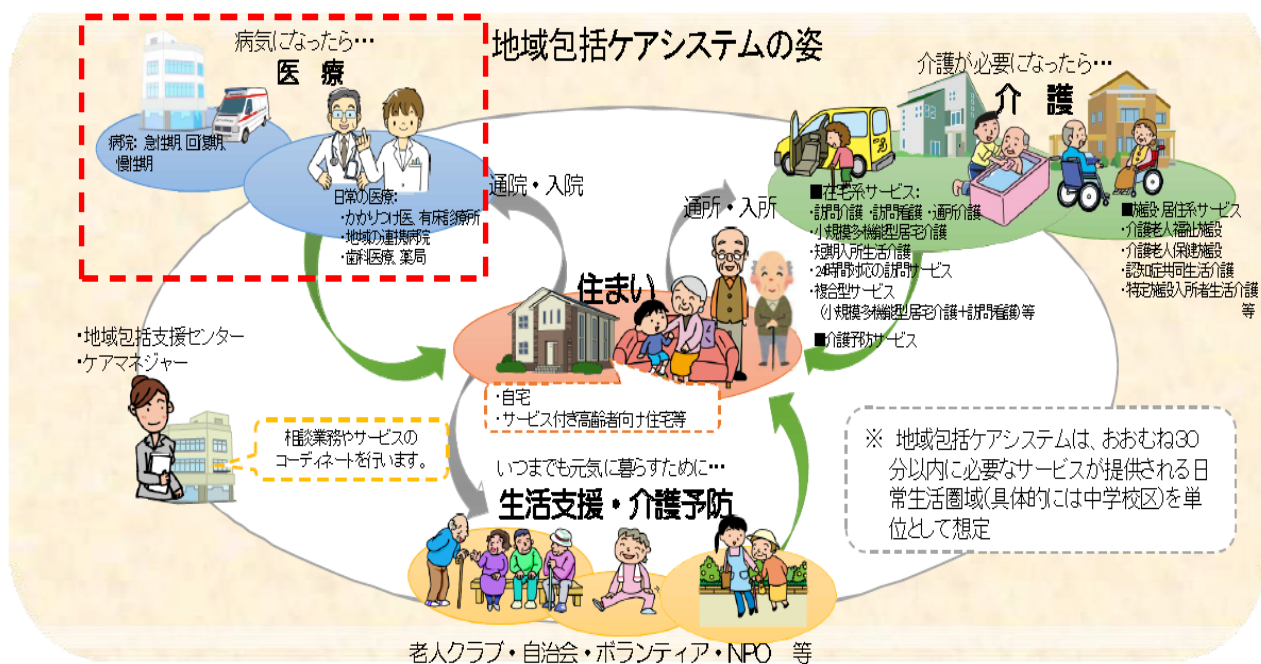 地域包括ケアシステムの姿
病気になったら…
医 療
病院: 急性期, 回復期,
慢性期
日常の医療:
・かかりつけ医、有床診療所
・地域の連携病院
・歯科医療、薬局
通院・入院
介護が必要になったら…
介 護
通所・入所
■在宅系サービス:
・訪問介護・訪問看護・通所介護
・小規模多機能型居宅介護
・短期入所生活介護
・24時間対応の訪問サービス
・複合型サービス
(小規模多機能型居宅介護+訪問看護)等
■介護予防サービス
■施設・居住系サービス
・介護老人福祉施設
・介護老人保健施設
・認知症共同生活介護
・特定施設入所者生活介護
等
住まい
・自宅
・サービス付き高齢者向け住宅等
・地域包括支援センター
・ケアマネジャー
相談業務やサービスの
コーディネートを行います。
いつまでも元気に暮らすために…
生活支援・介護予防
老人クラブ・自治会・ボランティア・NPO 等
※ 地域包括ケアシステムは、おおむね30
分以内に必要なサービスが提供される日
常生活圏域(具体的には中学校区)を単
位として想定